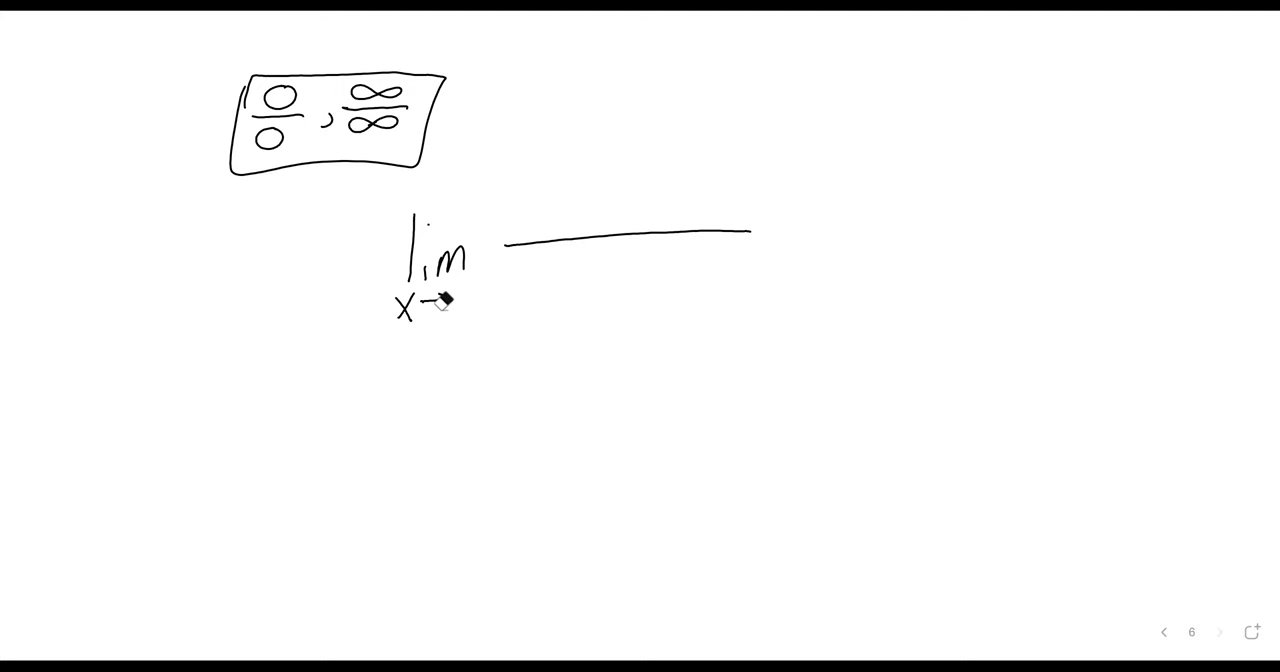 0/0 , ∞/∞
lim
x→
< 6 >